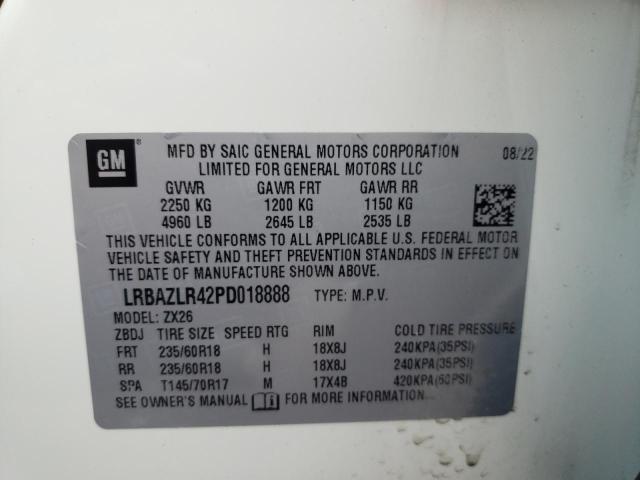 GM ® MFD BY SAIC GENERAL MOTORS CORPORATION 08/22
LIMITED FOR GENERAL MOTORS LLC
GVWR GAWR FRT GAWR RR
2250 KG 1200 KG 1150 KG
4960 LB 2645 LB 2535 LB
THIS VEHICLE CONFORMS TO ALL APPLICABLE U.S. FEDERAL MOTOR
VEHICLE SAFETY AND THEFT PREVENTION STANDARDS IN EFFECT ON
THE DATE OF MANUFACTURE SHOWN ABOVE.
LRBAZLR42PD018888 TYPE: M.P.V.
MODEL: ZX26
ZBDJ TIRE SIZE SPEED RTG RIM COLD TIRE PRESSURE
FRT 235/60R18 H 18X8J 240KPA(35PSI)
RR 235/60R18 H 18X8J 240KPA(35PSI)
SPA T145/70R17 M 17X4B 420KPA(60PSI)
SEE OWNER'S MANUAL FOR MORE INFORMATION.